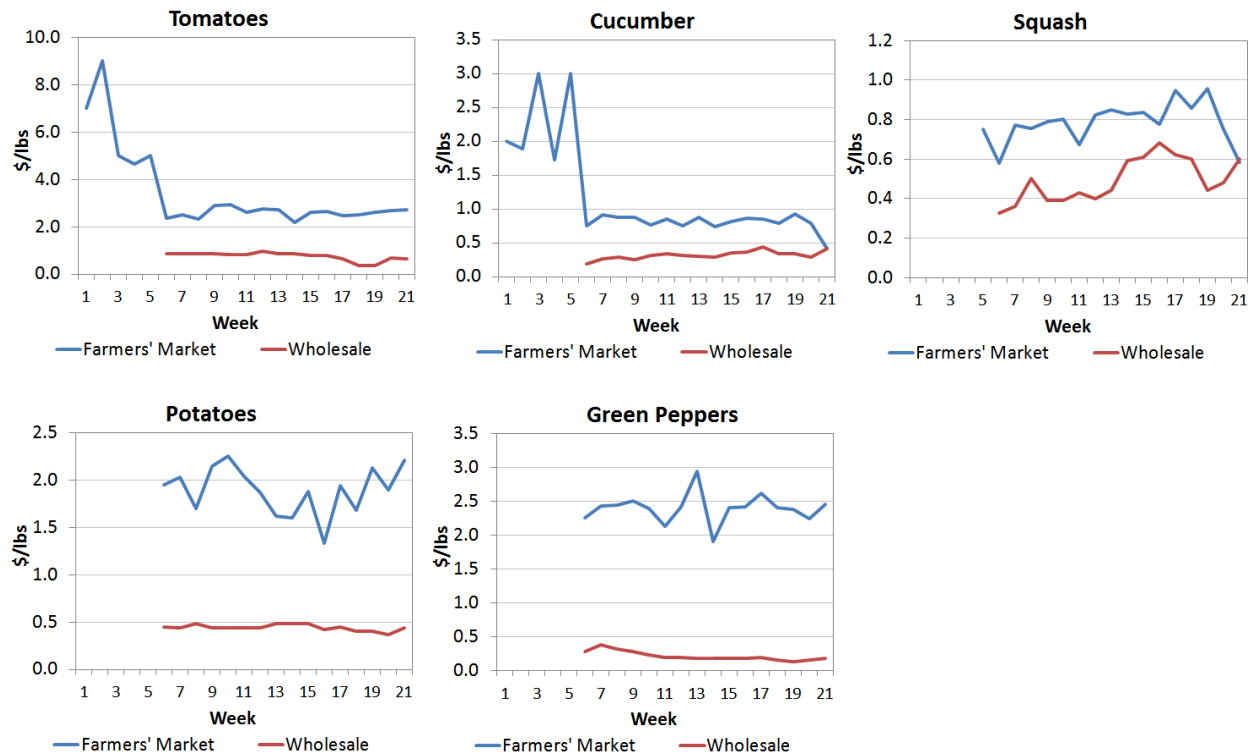 Tomatoes
10.0
8.0
6.0
4.0
2.0
0.0
$/lbs
1 3 5 7 9 11 13 15 17 19 21
Week
Farmers' Market Wholesale
Cucumber
3.5
3.0
2.5
2.0
1.5
1.0
0.5
0.0
$/lbs
1 3 5 7 9 11 13 15 17 19 21
Week
Farmers' Market Wholesale
Squash
1.2
1.0
0.8
0.6
0.4
0.2
0.0
$/lbs
1 3 5 7 9 11 13 15 17 19 21
Week
Farmers' Market Wholesale
Potatoes
2.5
2.0
1.5
1.0
0.5
0.0
$/lbs
1 3 5 7 9 11 13 15 17 19 21
Week
Farmers' Market Wholesale
Green Peppers
3.5
3.0
2.5
2.0
1.5
1.0
0.5
0.0
$/lbs
1 3 5 7 9 11 13 15 17 19 21
Week
Farmers' Market Wholesale